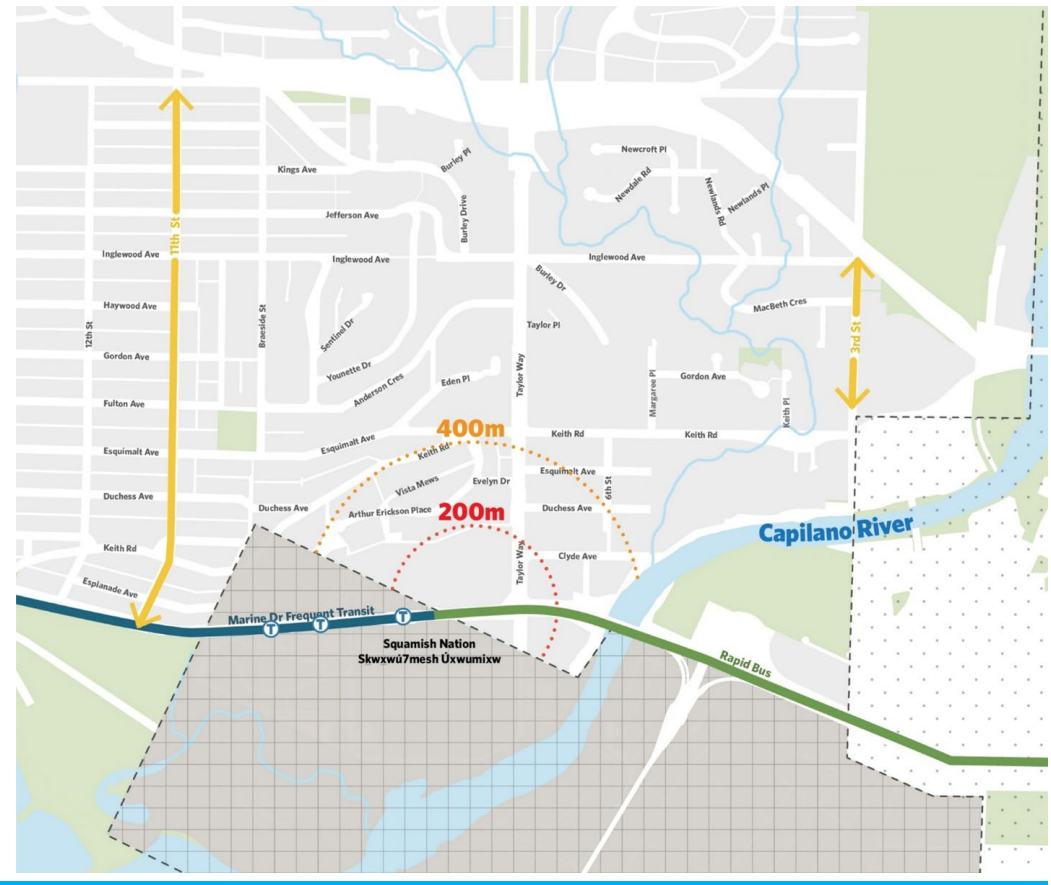 Burley Pl
Newcroft Pl
Kings Ave
Newdale Rd
Newlands Rd
Newlands Pl
Jefferson Ave
Burley Drive
11th St
Inglewood Ave
Inglewood Ave
Inglewood Ave
Burley Dr
Haywood Ave
MacBeth Cres
12th St
Braeside St
Sentinel Dr
Taylor Pl
3rd St
Gordon Ave
Younette Dr
Anderson Cres
Eden Pl
Taylor Way
Margaree Pl
Gordon Ave
Keith Pl
Fulton Ave
400m
Keith Rd
Keith Rd
Esquimalt Ave
Esquimalt Ave
Keith Rd
Esquimalt Ave
Evelyn Dr
Vista Mews
6th St
Duchess Ave
Duchess Ave
Arthur Erickson Place
200m
Duchess Ave
Capilano River
Keith Rd
Taylor Way
Clyde Ave
Esplanade Ave
Marine Dr Frequent Transit
T
T
T
Squamish Nation
Skwxwú7mesh Úxwumixw
Rapid Bus